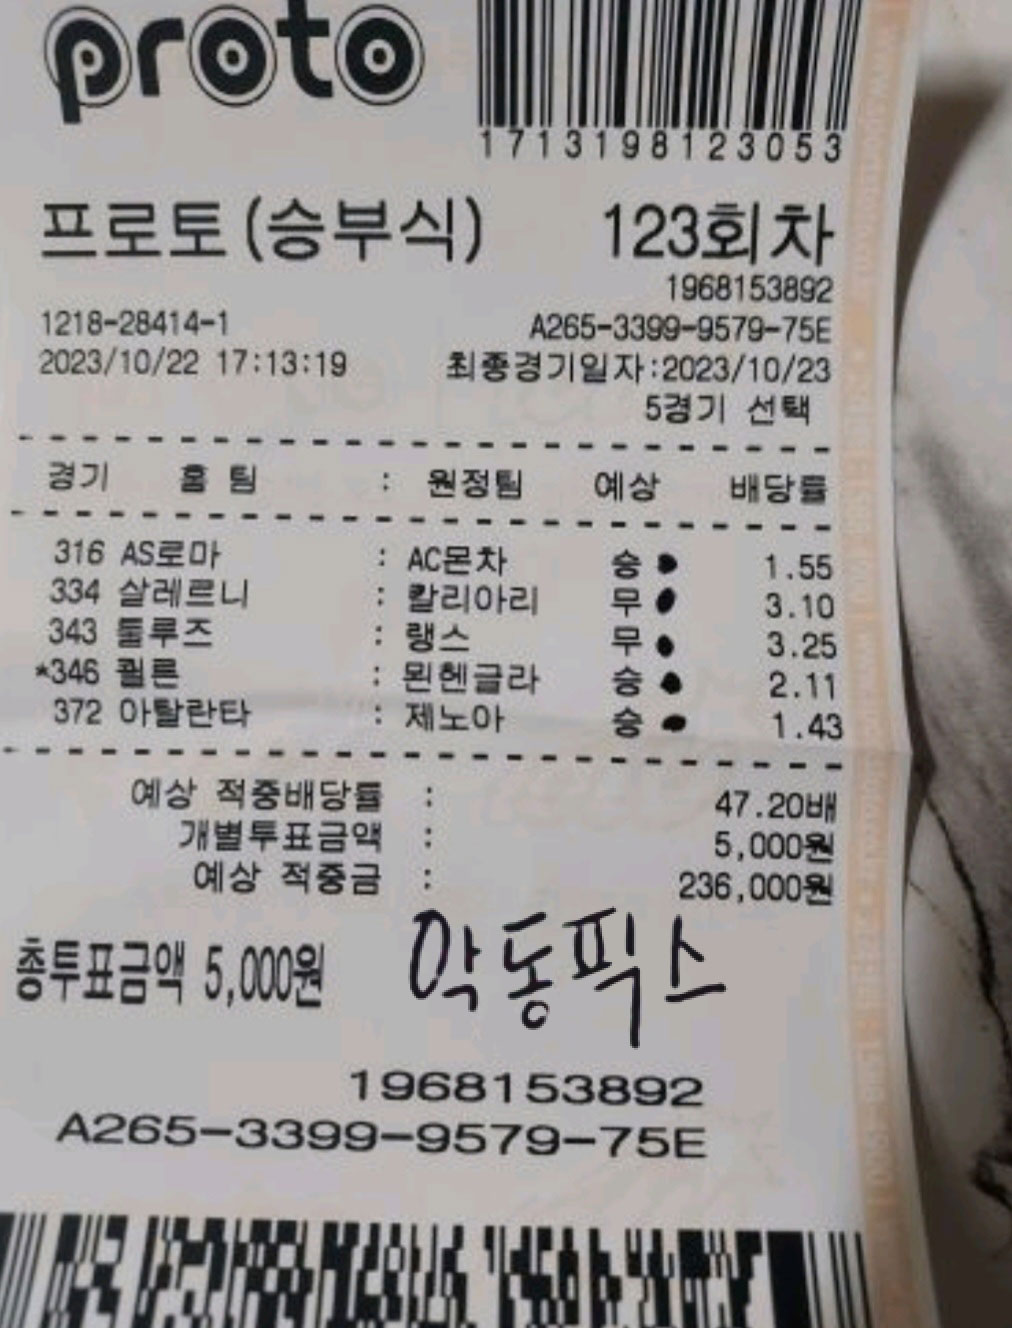 proto
1713198123053
프로토(승부식) 123회차
1968153892
1218-28414-1 A265-3399-9579-75E
2023/10/22 17:13:19 최종경기일자:2023/10/23
5경기 선택
경기 홈 팀 : 원정팀 예상 배당률
316 AS로마 : AC몬차 승 1.55
334 살레르니 : 칼리아리 무 3.10
343 툴루즈 : 랭스 무 3.25
*346 쾰른 : 묀헨글라 승 2.11
372 아탈란타 : 제노아 승 1.43
예상 적중배당률 : 47.20배
개별투표금액 : 5,000원
예상 적중금 : 236,000원
총투표금액 5,000원 악동픽스
1968153892
A265-3399-9579-75E